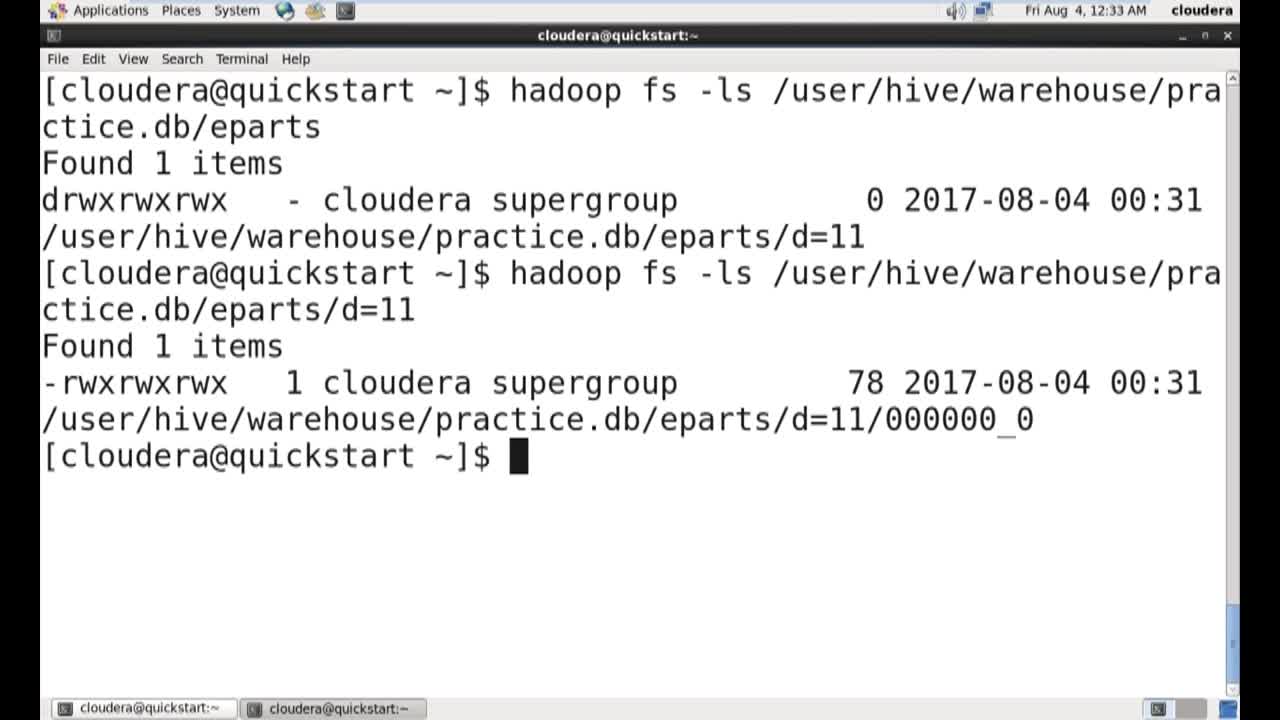 Applications Places System Fri Aug 4, 12:33 AM cloudera
cloudera@quickstart:~
File Edit View Search Terminal Help
[cloudera@quickstart ~]$ hadoop fs -ls /user/hive/warehouse/pra
ctice.db/eparts
Found 1 items
drwxrwxrwx   - cloudera supergroup          0 2017-08-04 00:31
/user/hive/warehouse/practice.db/eparts/d=11
[cloudera@quickstart ~]$ hadoop fs -ls /user/hive/warehouse/pra
ctice.db/eparts/d=11
Found 1 items
-rwxrwxrwx   1 cloudera supergroup         78 2017-08-04 00:31
/user/hive/warehouse/practice.db/eparts/d=11/000000_0
[cloudera@quickstart ~]$
cloudera@quickstart:~ cloudera@quickstart:~